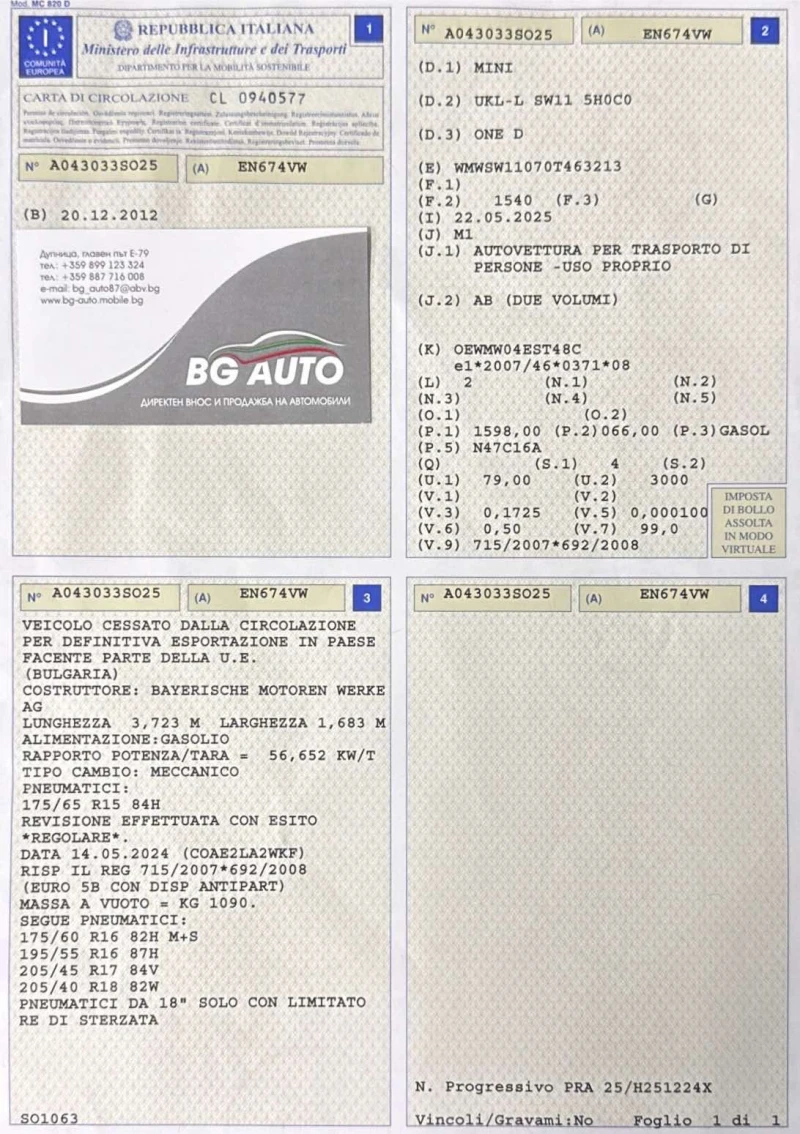 Mod. MC 820 D
I
COMUNITÀ
EUROPEA
REPUBBLICA ITALIANA
1
Ministero delle Infrastrutture e dei Trasporti
DIPARTIMENTO PER LA MOBILITÀ SOSTENIBILE
CARTA DI CIRCOLAZIONE CL 0940577
N° A043033SO25 (A) EN674VW
(B) 20.12.2012
Дупница, главен път Е-79
тел.: +359 899 123 324
тел.: +359 887 716 008
e-mail: bg_auto87@abv.bg
www.bg-auto.mobile.bg
BG AUTO
ДИРЕКТЕН ВНОС И ПРОДАЖБА НА АВТОМОБИЛИ
N° A043033SO25 (A) EN674VW 2
(D.1) MINI
(D.2) UKL-L SW11 5H0C0
(D.3) ONE D
(E) WMWSW11070T463213
(F.1)
(F.2) 1540 (F.3) (G)
(I) 22.05.2025
(J) M1
(J.1) AUTOVETTURA PER TRASPORTO DI
PERSONE -USO PROPRIO
(J.2) AB (DUE VOLUMI)
(K) OEWMW04EST48C
e1*2007/46*0371*08
(L) 2 (N.1) (N.2)
(N.3) (N.4) (N.5)
(O.1) (O.2)
(P.1) 1598,00 (P.2)066,00 (P.3)GASOL
(P.5) N47C16A
(Q) (S.1) 4 (S.2)
(U.1) 79,00 (U.2) 3000
(V.1) (V.2)
(V.3) 0,1725 (V.5) 0,000100
(V.6) 0,50 (V.7) 99,0
(V.9) 715/2007*692/2008
IMPOSTA
DI BOLLO
ASSOLTA
IN MODO
VIRTUALE
N° A043033SO25 (A) EN674VW 3
VEICOLO CESSATO DALLA CIRCOLAZIONE
PER DEFINITIVA ESPORTAZIONE IN PAESE
FACENTE PARTE DELLA U.E.
(BULGARIA)
COSTRUTTORE: BAYERISCHE MOTOREN WERKE
AG
LUNGHEZZA 3,723 M LARGHEZZA 1,683 M
ALIMENTAZIONE:GASOLIO
RAPPORTO POTENZA/TARA = 56,652 KW/T
TIPO CAMBIO: MECCANICO
PNEUMATICI:
175/65 R15 84H
REVISIONE EFFETTUATA CON ESITO
*REGOLARE*.
DATA 14.05.2024 (COAE2LA2WKF)
RISP IL REG 715/2007*692/2008
(EURO 5B CON DISP ANTIPART)
MASSA A VUOTO = KG 1090.
SEGUE PNEUMATICI:
175/60 R16 82H M+S
195/55 R16 87H
205/45 R17 84V
205/40 R18 82W
PNEUMATICI DA 18" SOLO CON LIMITATO
RE DI STERZATA
SO1063
N° A043033SO25 (A) EN674VW 4
N. Progressivo PRA 25/H251224X
Vincoli/Gravami:No Foglio 1 di 1